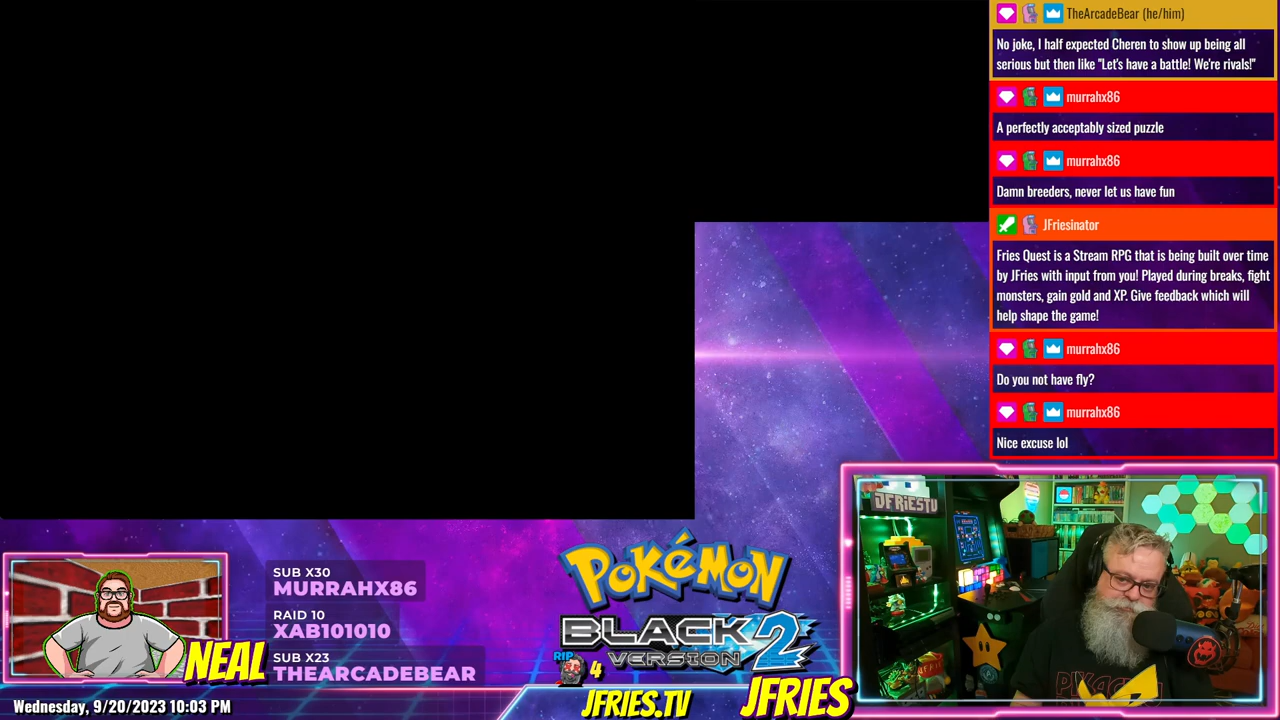 TheArcadeBear (he/him)
No joke, I half expected Cheren to show up being all
serious but then like "Let's have a battle! We're rivals!"
murrahx86
A perfectly acceptably sized puzzle
murrahx86
Damn breeders, never let us have fun
JFriesinator
Fries Quest is a Stream RPG that is being built over time
by JFries with input from you! Played during breaks, fight
monsters, gain gold and XP. Give feedback which will
help shape the game!
murrahx86
Do you not have fly?
murrahx86
Nice excuse lol
JFRIESTV
SUB X30
MURRAHX86
RAID 10
XAB101010
SUB X23
THEARCADEBEAR
NEAL
POKéMON
BLACK 2
VERSION
RIP
4
JFRIES.TV
JFRIES
Wednesday, 9/20/2023 10:03 PM